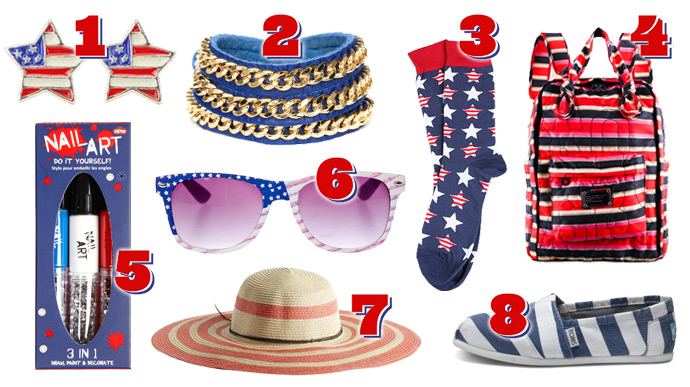 1
2
3
4
NAIL new
ART
DO IT YOURSELF!
Stylo pour embellir les ongles
NAIL
ART
3 IN 1
DRAW, PAINT & DECORATE
5
6
7
8
TOMS